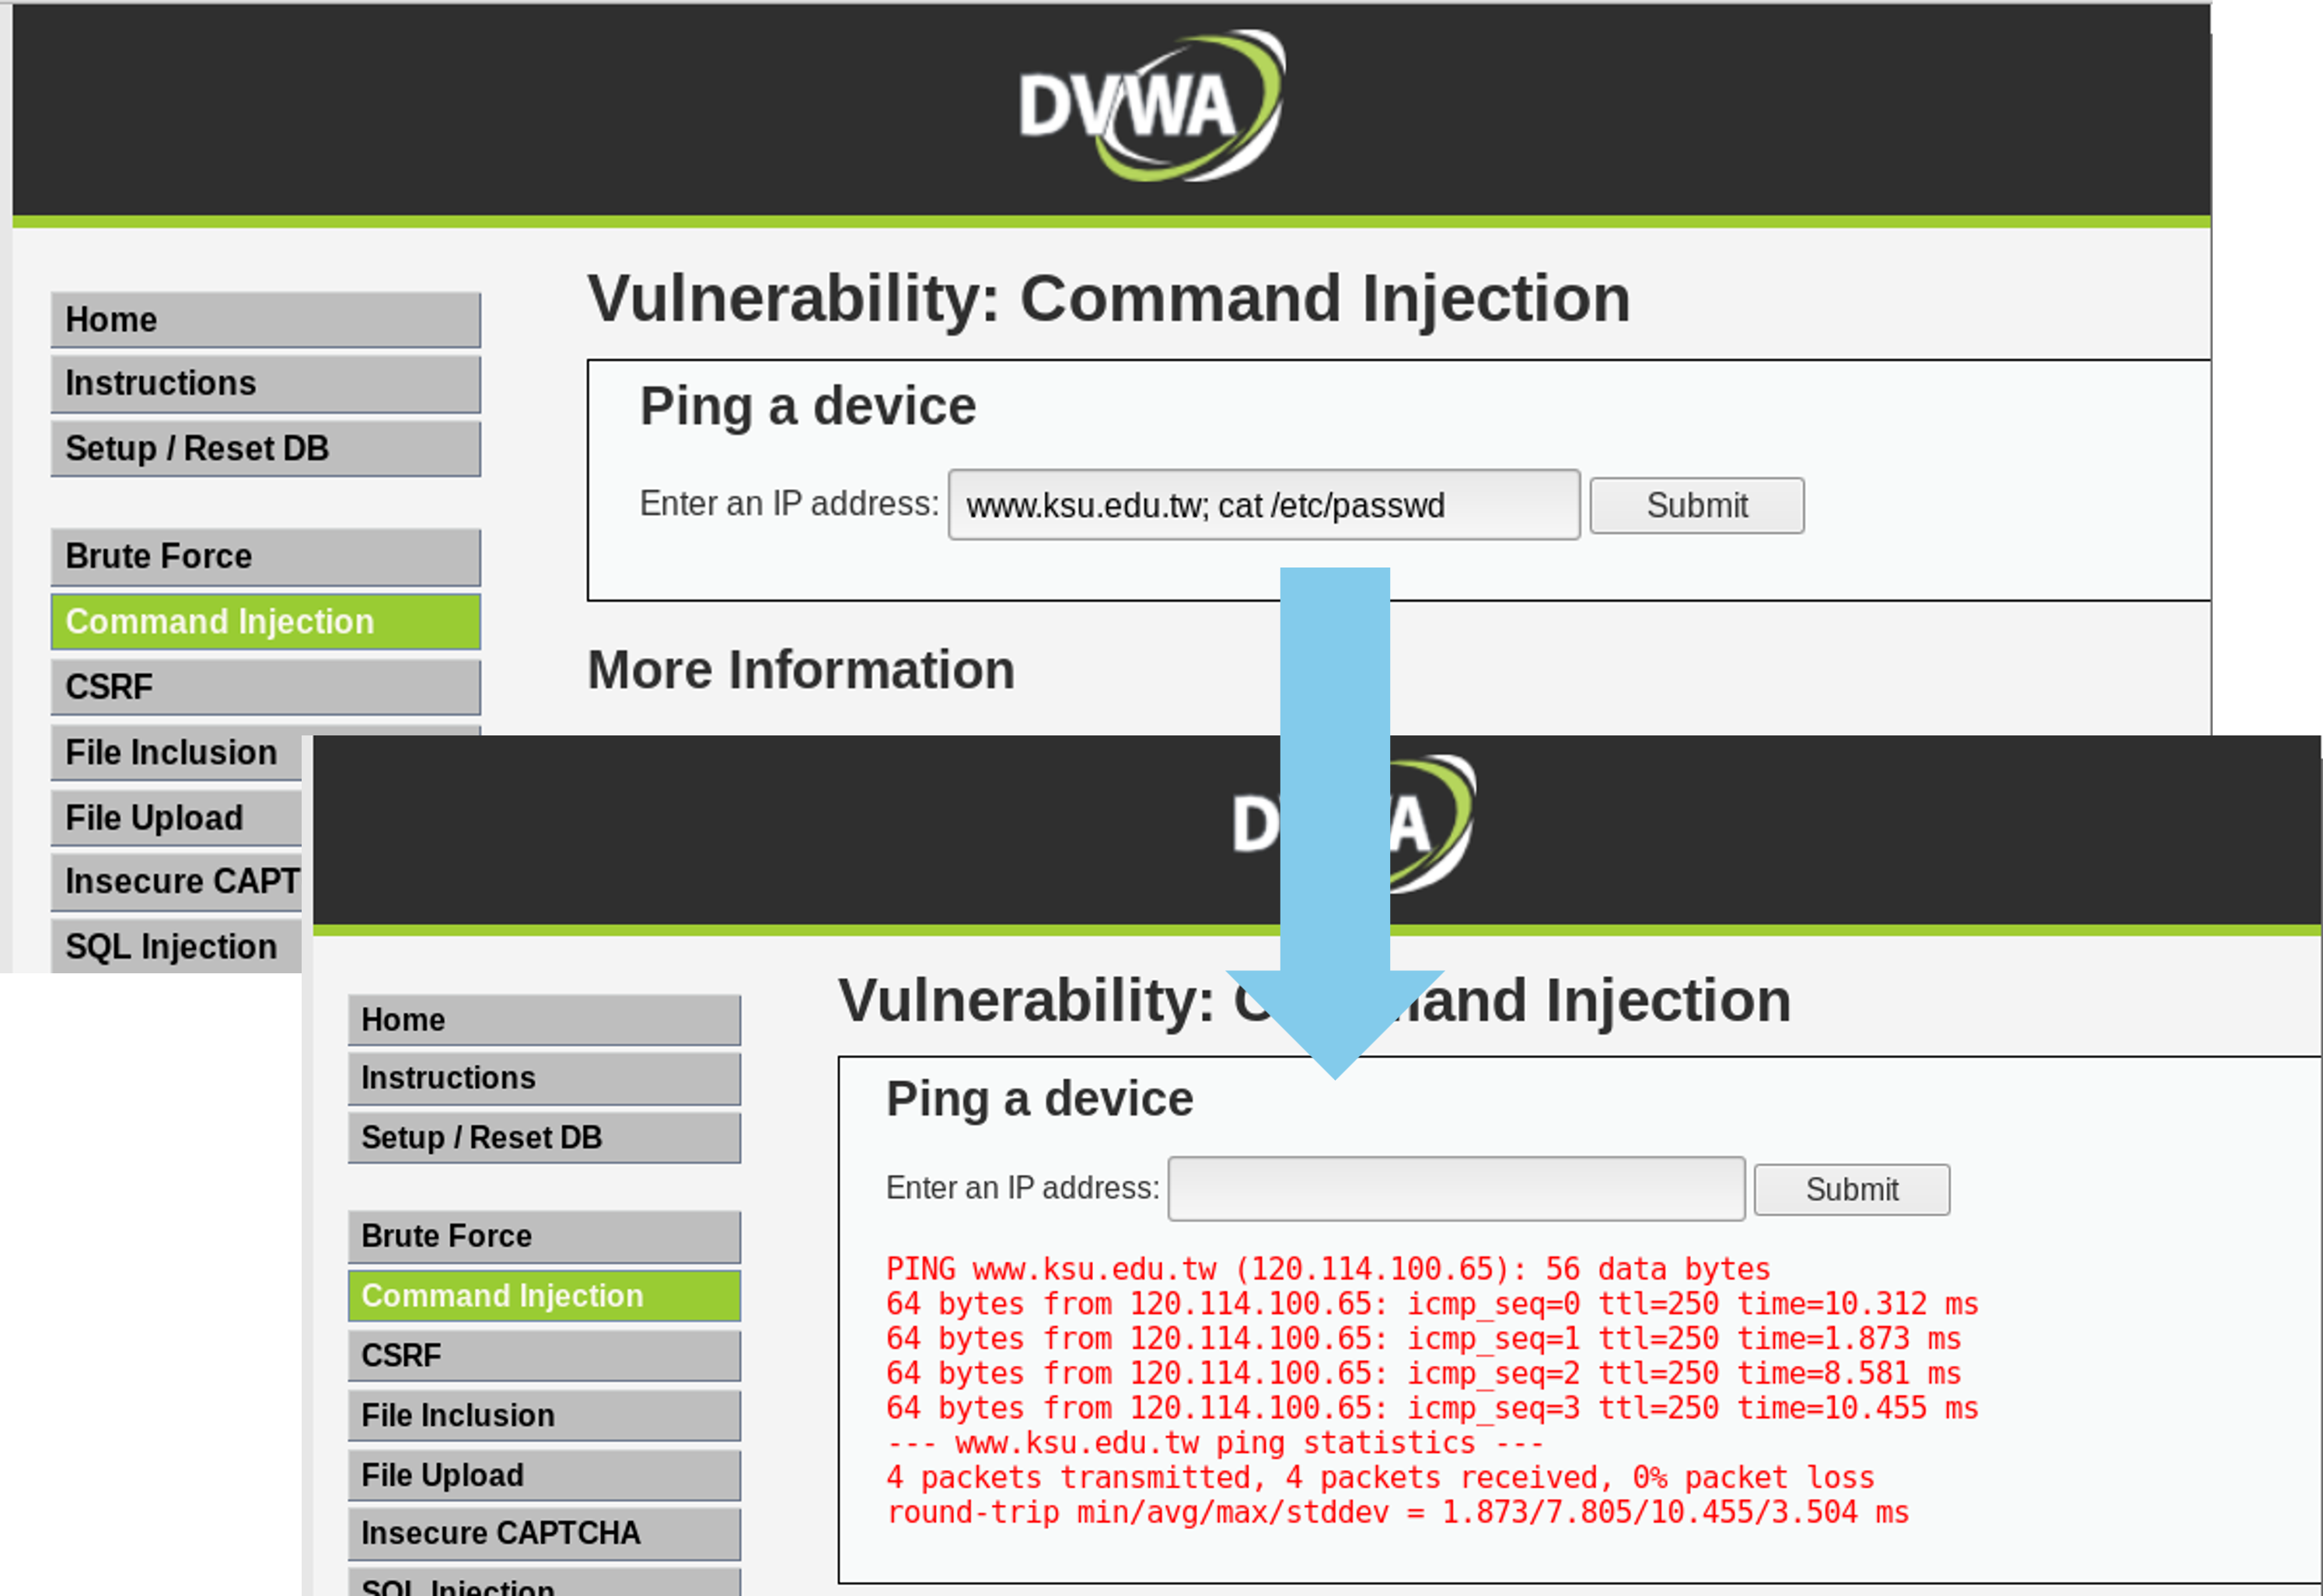 DVWA
Vulnerability: Command Injection
Home
Instructions
Setup / Reset DB
Brute Force
Command Injection
CSRF
File Inclusion
File Upload
Insecure CAPT
SQL Injection
Ping a device
Enter an IP address: www.ksu.edu.tw; cat /etc/passwd Submit
More Information
D A
Vulnerability: C and Injection
Home
Instructions
Setup / Reset DB
Brute Force
Command Injection
CSRF
File Inclusion
File Upload
Insecure CAPTCHA
SQL Injection
Ping a device
Enter an IP address: Submit
PING www.ksu.edu.tw (120.114.100.65): 56 data bytes
64 bytes from 120.114.100.65: icmp_seq=0 ttl=250 time=10.312 ms
64 bytes from 120.114.100.65: icmp_seq=1 ttl=250 time=1.873 ms
64 bytes from 120.114.100.65: icmp_seq=2 ttl=250 time=8.581 ms
64 bytes from 120.114.100.65: icmp_seq=3 ttl=250 time=10.455 ms
--- www.ksu.edu.tw ping statistics ---
4 packets transmitted, 4 packets received, 0% packet loss
round-trip min/avg/max/stddev = 1.873/7.805/10.455/3.504 ms